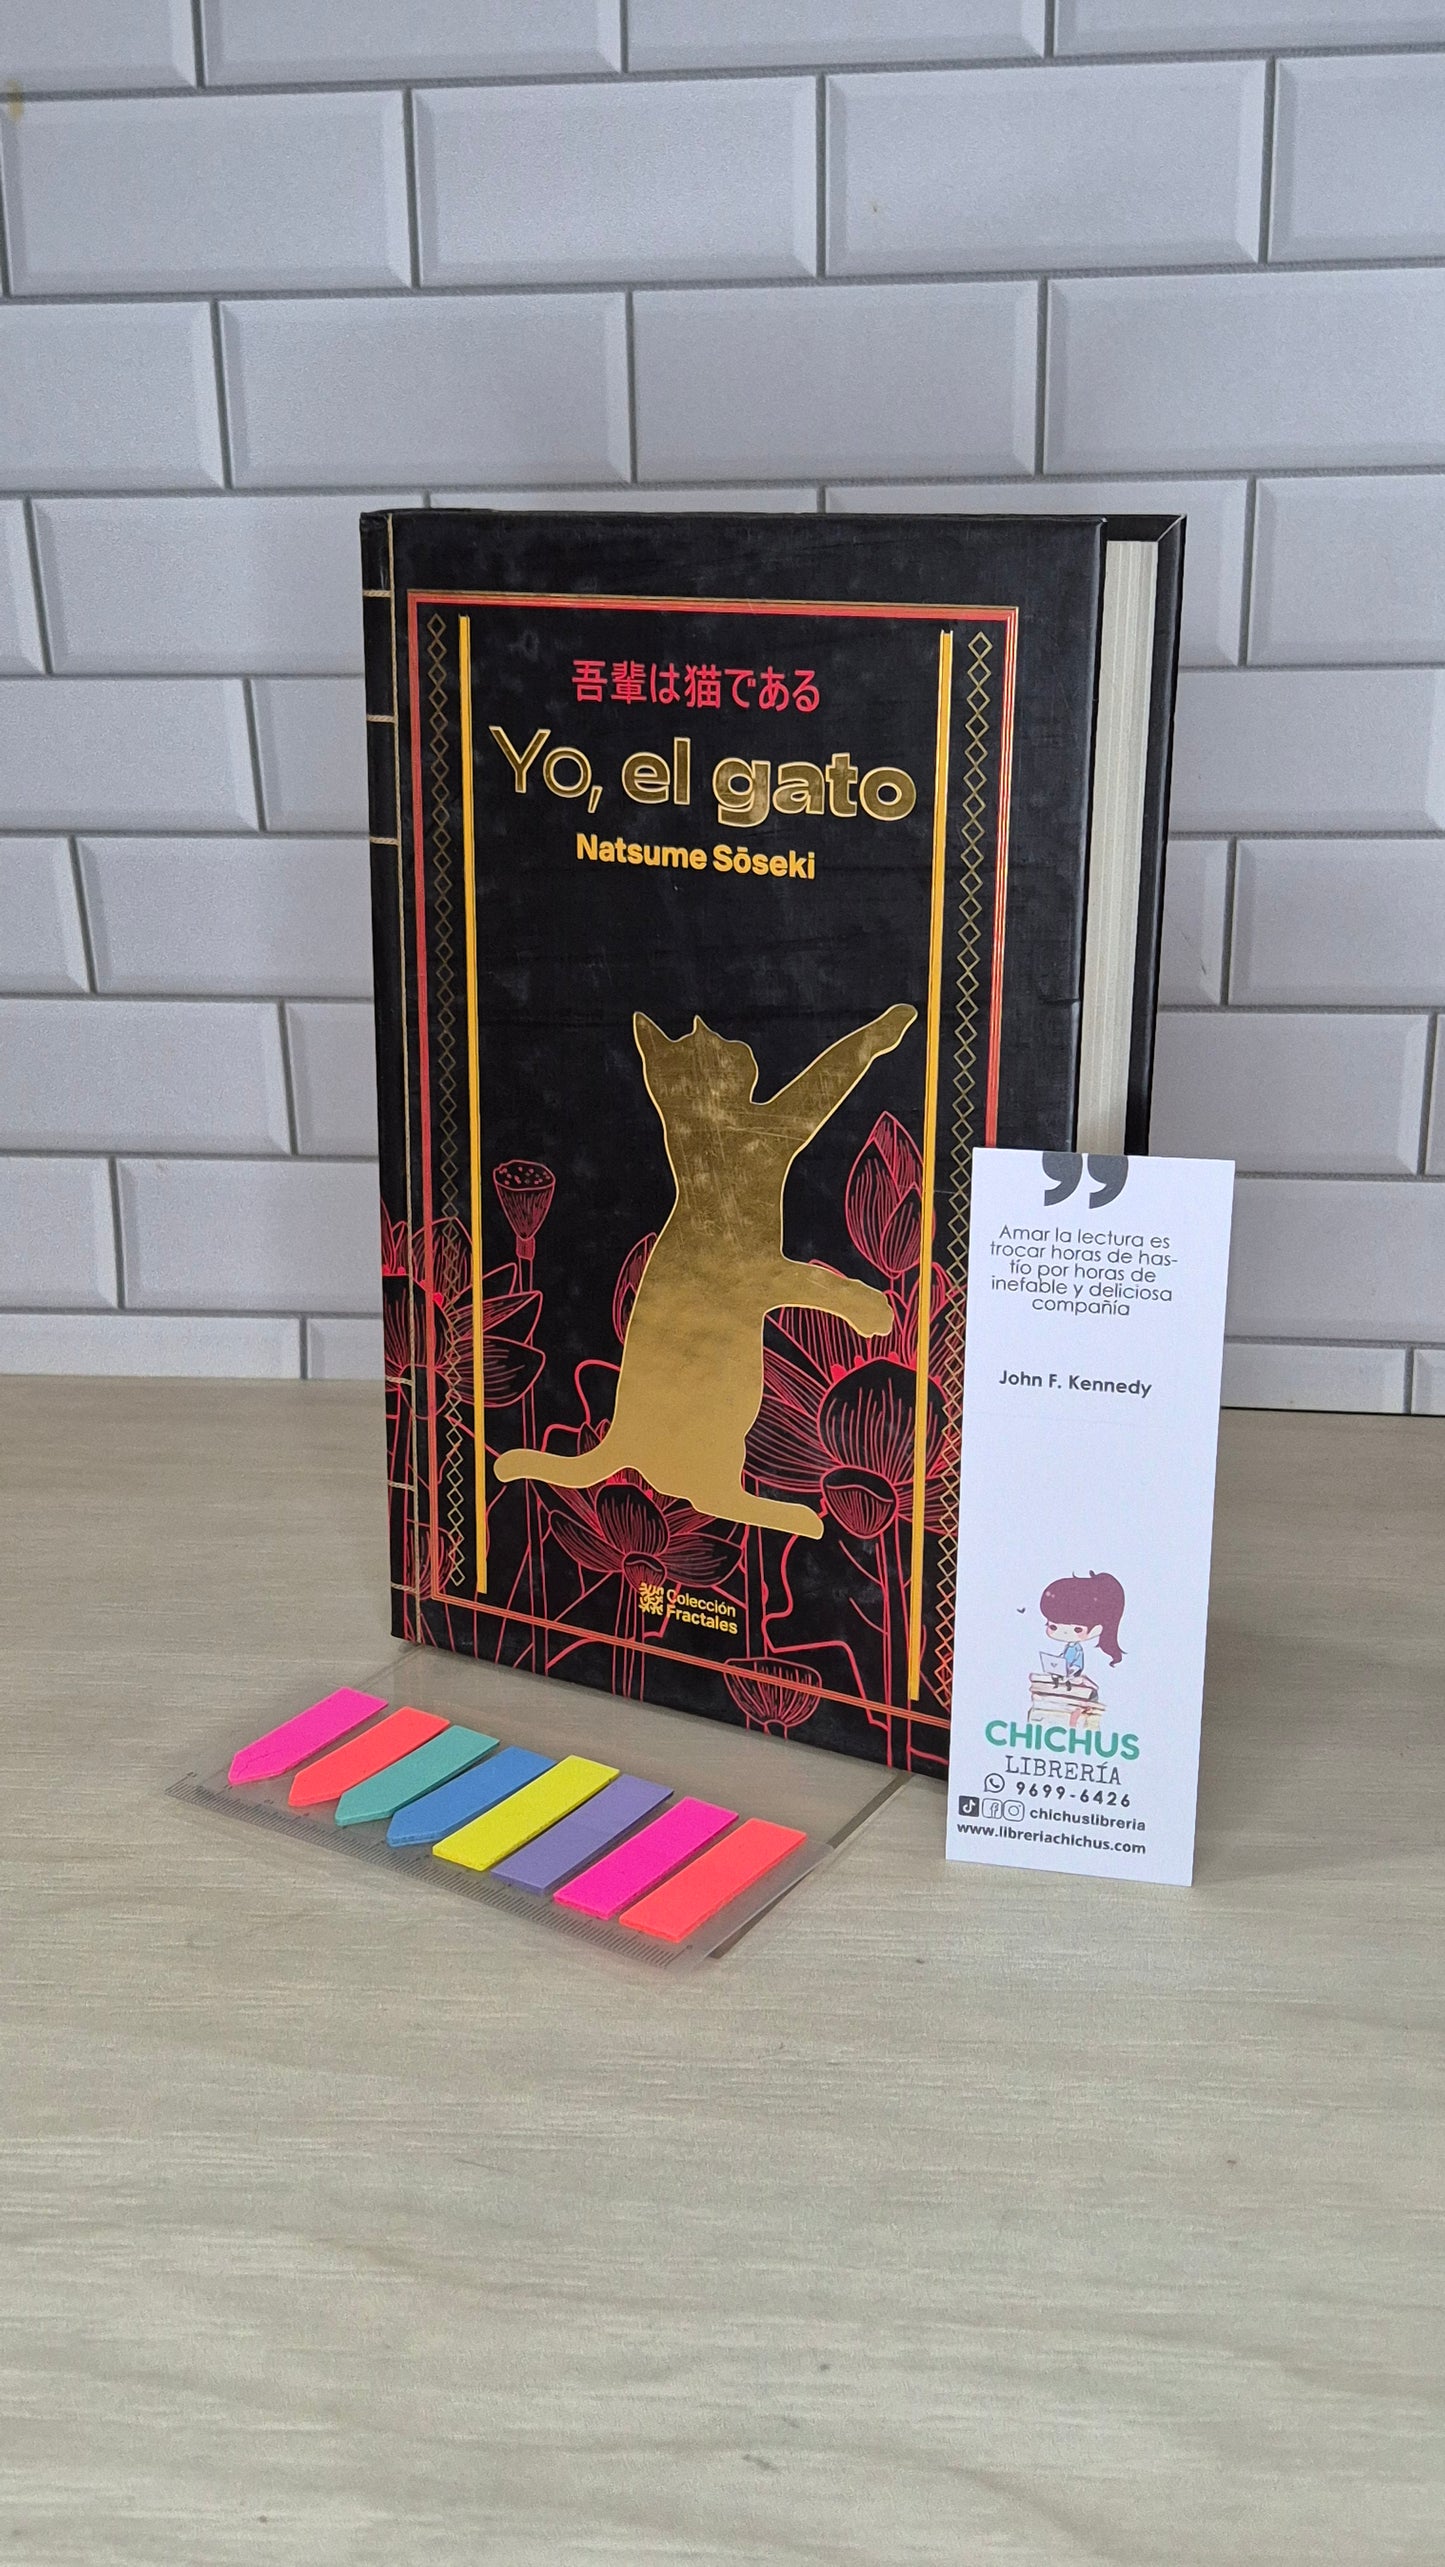 吾輩は猫である
Yo, el gato
Natsume Sōseki
Colección
Fractales
”
Amar la lectura es
trocar horas de has-
tío por horas de
inefable y deliciosa
compañía
John F. Kennedy
CHICHUS
LIBRERÍA
9699-6426
chichuslibreria
www.libreriachichus.com